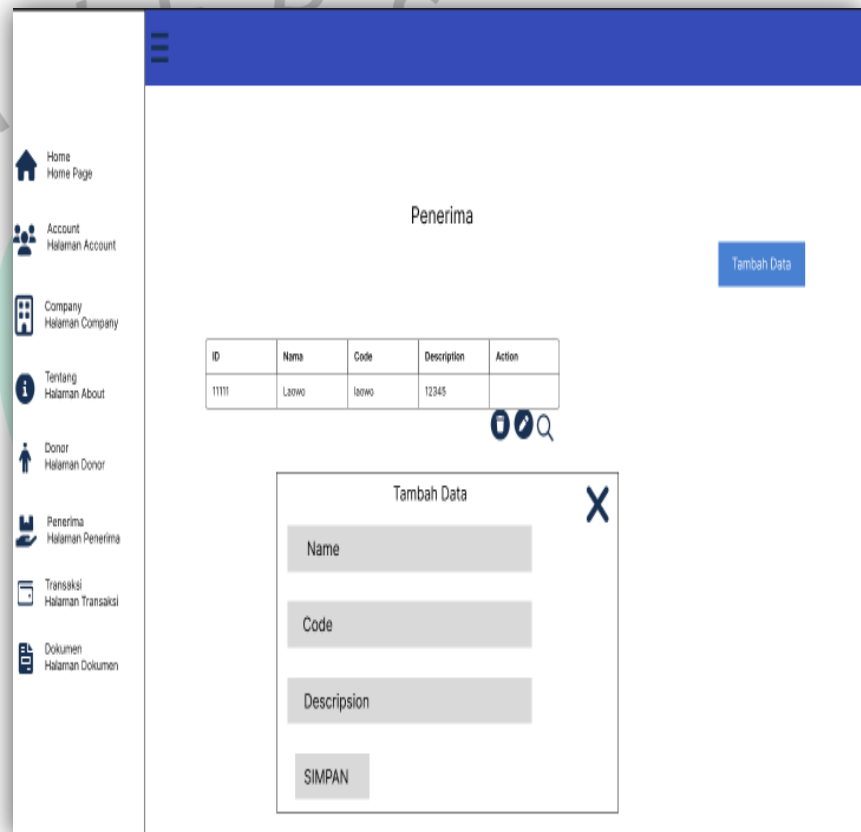 Home
Home Page
Account
Halaman Account
Company
Halaman Company
Tentang
Halaman About
Donor
Halaman Donor
Penerima
Halaman Penerima
Transaksi
Halaman Transaksi
Dokumen
Halaman Dokumen
Penerima
Tambah Data
ID Nama Code Description Action
11111 Laowo laowo 12345
Tambah Data
X
Name
Code
Descripsion
SIMPAN